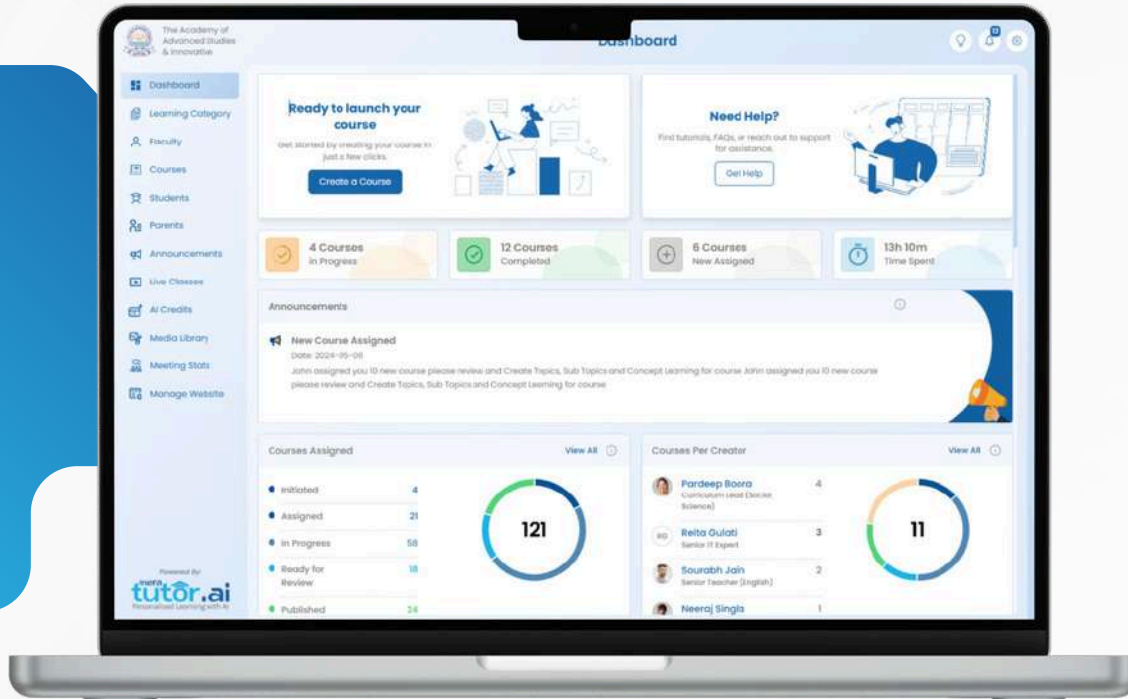 The Academy of
Advanced Studies
& Innovative
Dashboard
12
Dashboard
Learning Category
Faculty
Courses
Students
Parents
Announcements
Live Classes
AI Credits
Media Library
Meeting Stats
Manage Website
Powered By:
mera
tutor.ai
Personalised Learning with AI
Ready to launch your
course
Get started by creating your course in
just a few clicks.
Create a Course
Need Help?
Find tutorials, FAQs, or reach out to support
for assistance.
Get Help
4 Courses
in Progress
12 Courses
Completed
6 Courses
New Assigned
13h 10m
Time Spent
Announcements
New Course Assigned
Date: 2024-05-08
John assigned you 10 new course please review and Create Topics, Sub Topics and Concept Learning for course John assigned you 10 new course
please review and Create Topics, Sub Topics and Concept Learning for course
Courses Assigned
View All
Initiated 4
Assigned 21
In Progress 58
Ready for 18
Review
Published 24
121
Courses Per Creator
View All
Pardeep Boora 4
Curriculum Lead (Social
Science)
RG
Reita Gulati 3
Senior IT Expert
Sourabh Jain 2
Senior Teacher (English)
Neeraj Singla 1
11